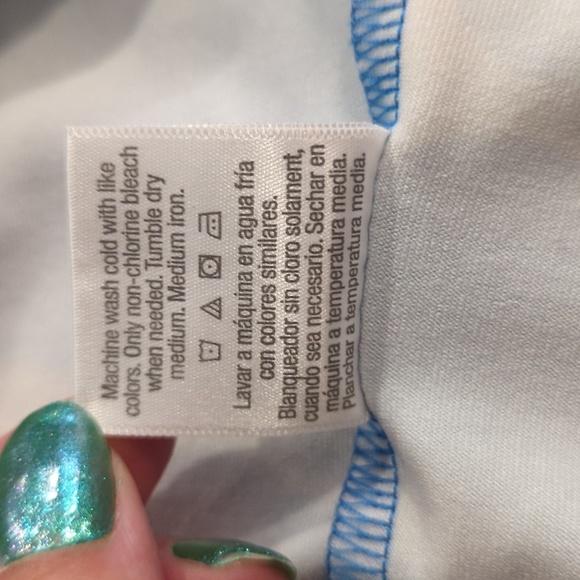 Machine wash cold with like
colors. Only non-chlorine bleach
when needed. Tumble dry
medium. Medium iron.
Lavar a máquina en agua fría
con colores similares.
Blanqueador sin cloro solament,
cuando sea necesario. Sechar en
máquina a temperatura media.
Planchar a temperatura media.